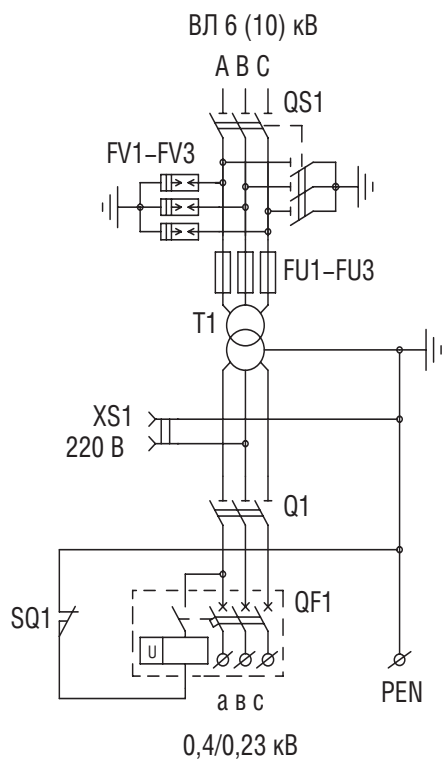 ВЛ 6 (10) кВ
A B C
QS1
FV1–FV3
FU1–FU3
T1
XS1
220 В
Q1
QF1
SQ1
U
а в с
PEN
0,4/0,23 кВ